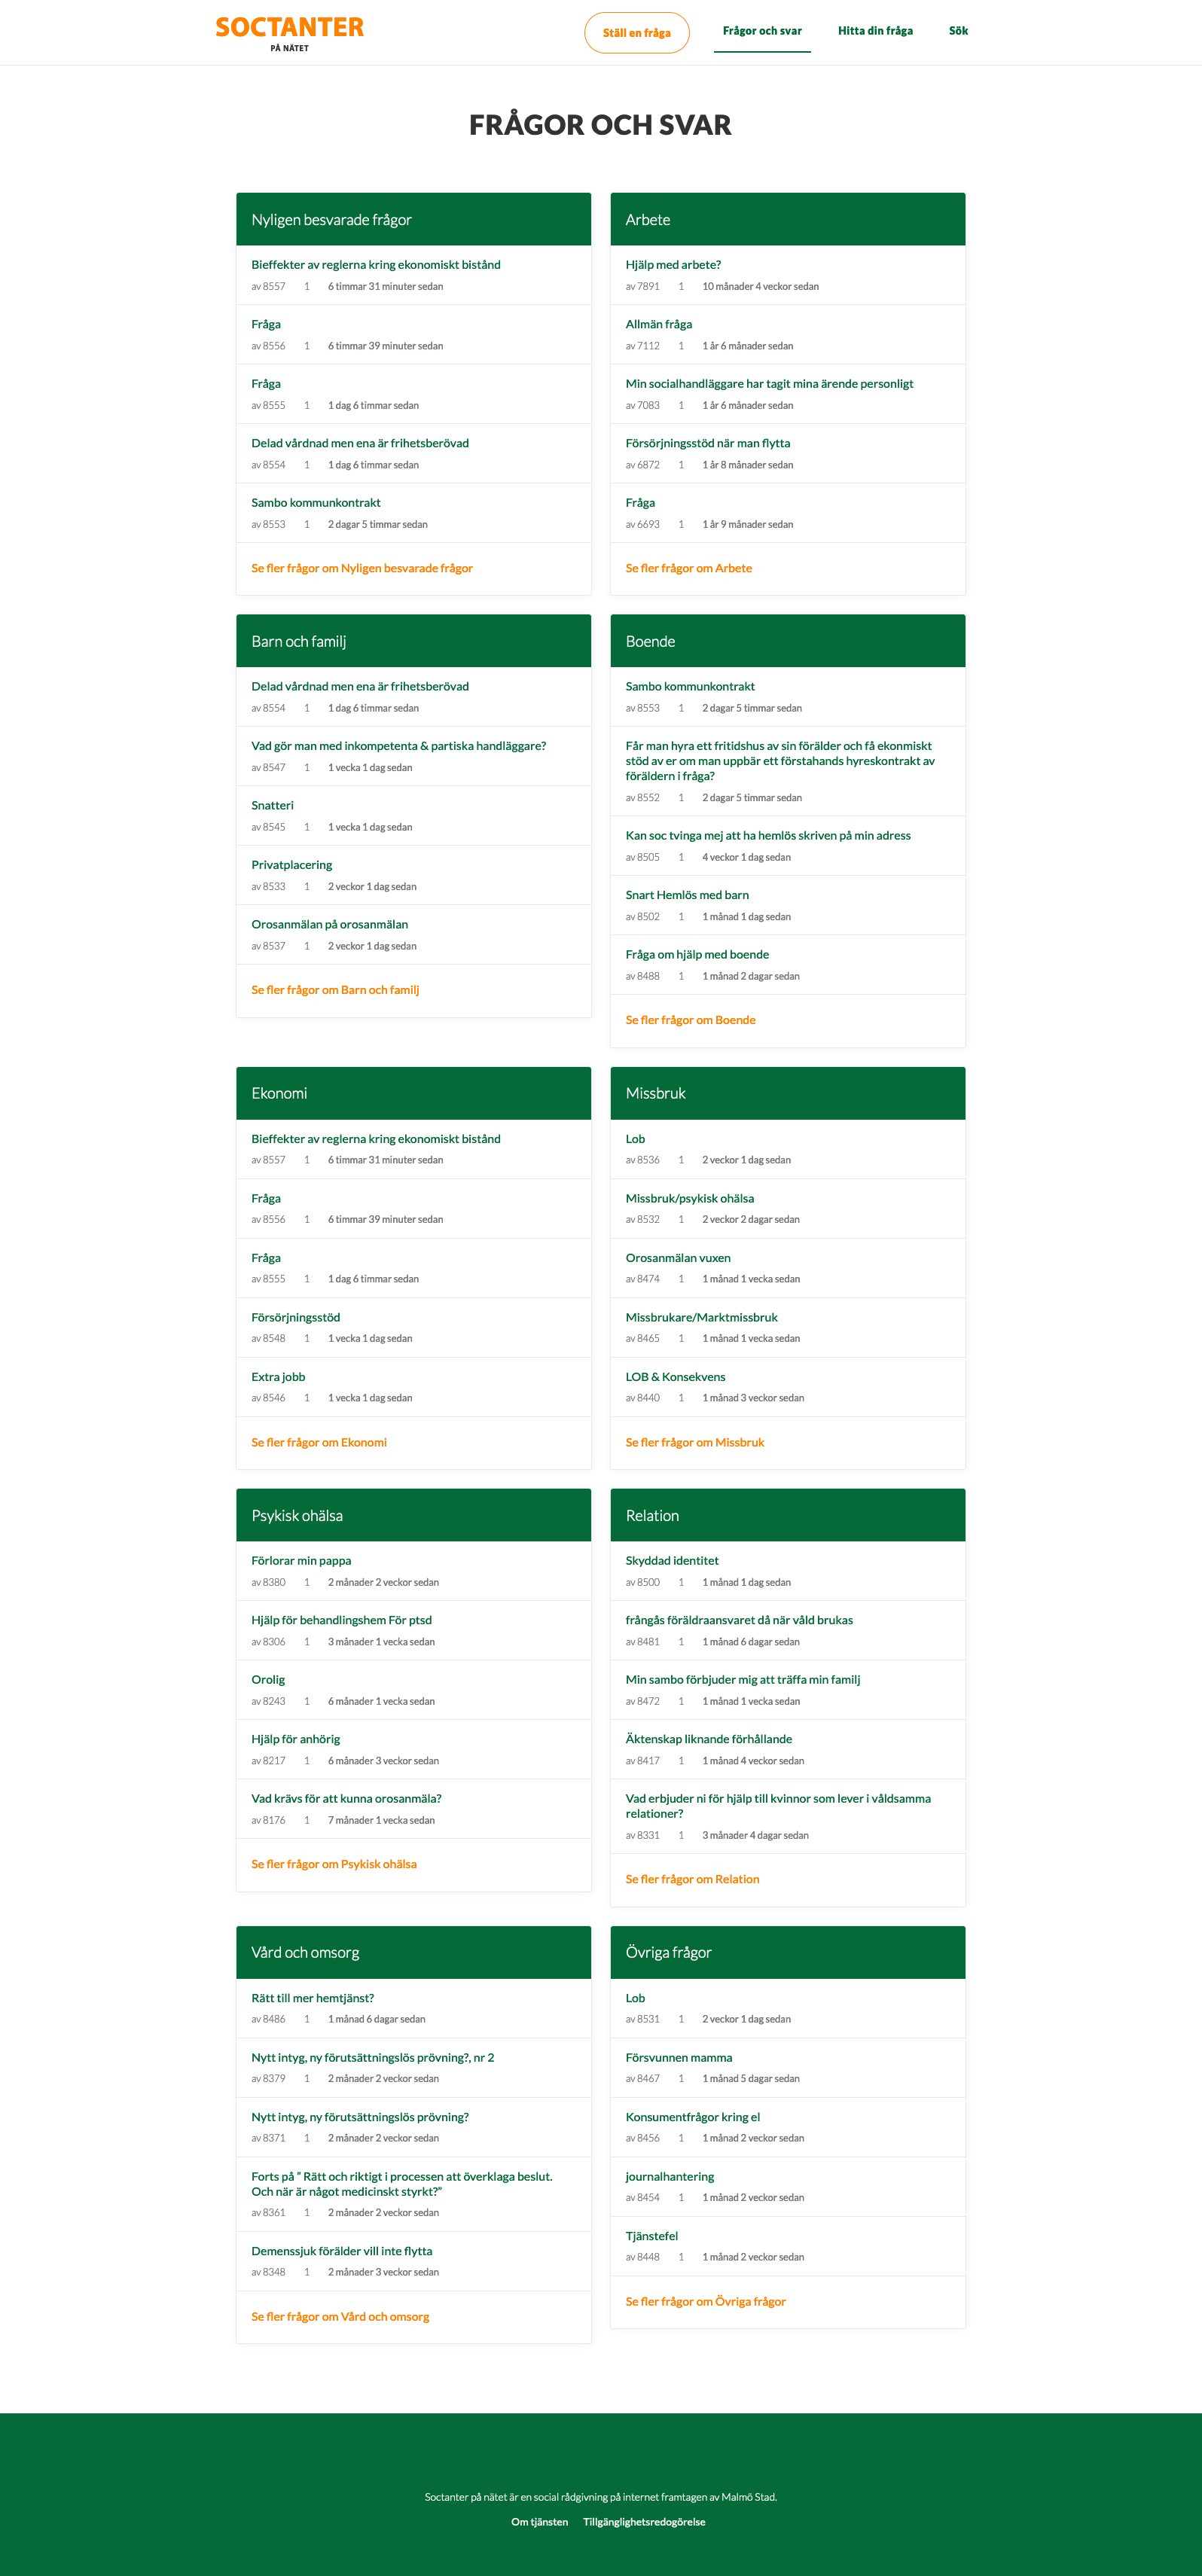 SOCTANTER
PÅ NÄTET
Ställ en fråga
Frågor och svar
Hitta din fråga
Sök
FRÅGOR OCH SVAR
Nyligen besvarade frågor
Bieffekter av reglerna kring ekonomiskt bistånd
av 8557 1 6 timmar 31 minuter sedan
Fråga
av 8556 1 6 timmar 39 minuter sedan
Fråga
av 8555 1 1 dag 6 timmar sedan
Delad vårdnad men ena är frihetsberövad
av 8554 1 1 dag 6 timmar sedan
Sambo kommunkontrakt
av 8553 1 2 dagar 5 timmar sedan
Se fler frågor om Nyligen besvarade frågor
Arbete
Hjälp med arbete?
av 7891 1 10 månader 4 veckor sedan
Allmän fråga
av 7112 1 1 år 6 månader sedan
Min socialhandläggare har tagit mina ärende personligt
av 7083 1 1 år 6 månader sedan
Försörjningsstöd när man flytta
av 6872 1 1 år 8 månader sedan
Fråga
av 6693 1 1 år 9 månader sedan
Se fler frågor om Arbete
Barn och familj
Delad vårdnad men ena är frihetsberövad
av 8554 1 1 dag 6 timmar sedan
Vad gör man med inkompetenta & partiska handläggare?
av 8547 1 1 vecka 1 dag sedan
Snatteri
av 8545 1 1 vecka 1 dag sedan
Privatplacering
av 8533 1 2 veckor 1 dag sedan
Orosanmälan på orosanmälan
av 8537 1 2 veckor 1 dag sedan
Se fler frågor om Barn och familj
Boende
Sambo kommunkontrakt
av 8553 1 2 dagar 5 timmar sedan
Får man hyra ett fritidshus av sin förälder och få ekonmiskt
stöd av er om man uppbär ett förstahands hyreskontrakt av
föräldern i fråga?
av 8552 1 2 dagar 5 timmar sedan
Kan soc tvinga mej att ha hemlös skriven på min adress
av 8505 1 4 veckor 1 dag sedan
Snart Hemlös med barn
av 8502 1 1 månad 1 dag sedan
Fråga om hjälp med boende
av 8488 1 1 månad 2 dagar sedan
Se fler frågor om Boende
Ekonomi
Bieffekter av reglerna kring ekonomiskt bistånd
av 8557 1 6 timmar 31 minuter sedan
Fråga
av 8556 1 6 timmar 39 minuter sedan
Fråga
av 8555 1 1 dag 6 timmar sedan
Försörjningsstöd
av 8548 1 1 vecka 1 dag sedan
Extra jobb
av 8546 1 1 vecka 1 dag sedan
Se fler frågor om Ekonomi
Missbruk
Lob
av 8536 1 2 veckor 1 dag sedan
Missbruk/psykisk ohälsa
av 8532 1 2 veckor 2 dagar sedan
Orosanmälan vuxen
av 8474 1 1 månad 1 vecka sedan
Missbrukare/Marktmissbruk
av 8465 1 1 månad 1 vecka sedan
LOB & Konsekvens
av 8440 1 1 månad 3 veckor sedan
Se fler frågor om Missbruk
Psykisk ohälsa
Förlorar min pappa
av 8380 1 2 månader 2 veckor sedan
Hjälp för behandlingshem För ptsd
av 8306 1 3 månader 1 vecka sedan
Orolig
av 8243 1 6 månader 1 vecka sedan
Hjälp för anhörig
av 8217 1 6 månader 3 veckor sedan
Vad krävs för att kunna orosanmäla?
av 8176 1 7 månader 1 vecka sedan
Se fler frågor om Psykisk ohälsa
Relation
Skyddad identitet
av 8500 1 1 månad 1 dag sedan
frångås föräldraansvaret då när våld brukas
av 8481 1 1 månad 6 dagar sedan
Min sambo förbjuder mig att träffa min familj
av 8472 1 1 månad 1 vecka sedan
Äktenskap liknande förhållande
av 8417 1 1 månad 4 veckor sedan
Vad erbjuder ni för hjälp till kvinnor som lever i våldsamma
relationer?
av 8331 1 3 månader 4 dagar sedan
Se fler frågor om Relation
Vård och omsorg
Rätt till mer hemtjänst?
av 8486 1 1 månad 6 dagar sedan
Nytt intyg, ny förutsättningslös prövning?, nr 2
av 8379 1 2 månader 2 veckor sedan
Nytt intyg, ny förutsättningslös prövning?
av 8371 1 2 månader 2 veckor sedan
Forts på ” Rätt och riktigt i processen att överklaga beslut.
Och när är något medicinskt styrkt?”
av 8361 1 2 månader 2 veckor sedan
Demenssjuk förälder vill inte flytta
av 8348 1 2 månader 3 veckor sedan
Se fler frågor om Vård och omsorg
Övriga frågor
Lob
av 8531 1 2 veckor 1 dag sedan
Försvunnen mamma
av 8467 1 1 månad 5 dagar sedan
Konsumentfrågor kring el
av 8456 1 1 månad 2 veckor sedan
journalhantering
av 8454 1 1 månad 2 veckor sedan
Tjänstefel
av 8448 1 1 månad 2 veckor sedan
Se fler frågor om Övriga frågor
Soctanter på nätet är en social rådgivning på internet framtagen av Malmö Stad.
Om tjänsten Tillgänglighetsredogörelse